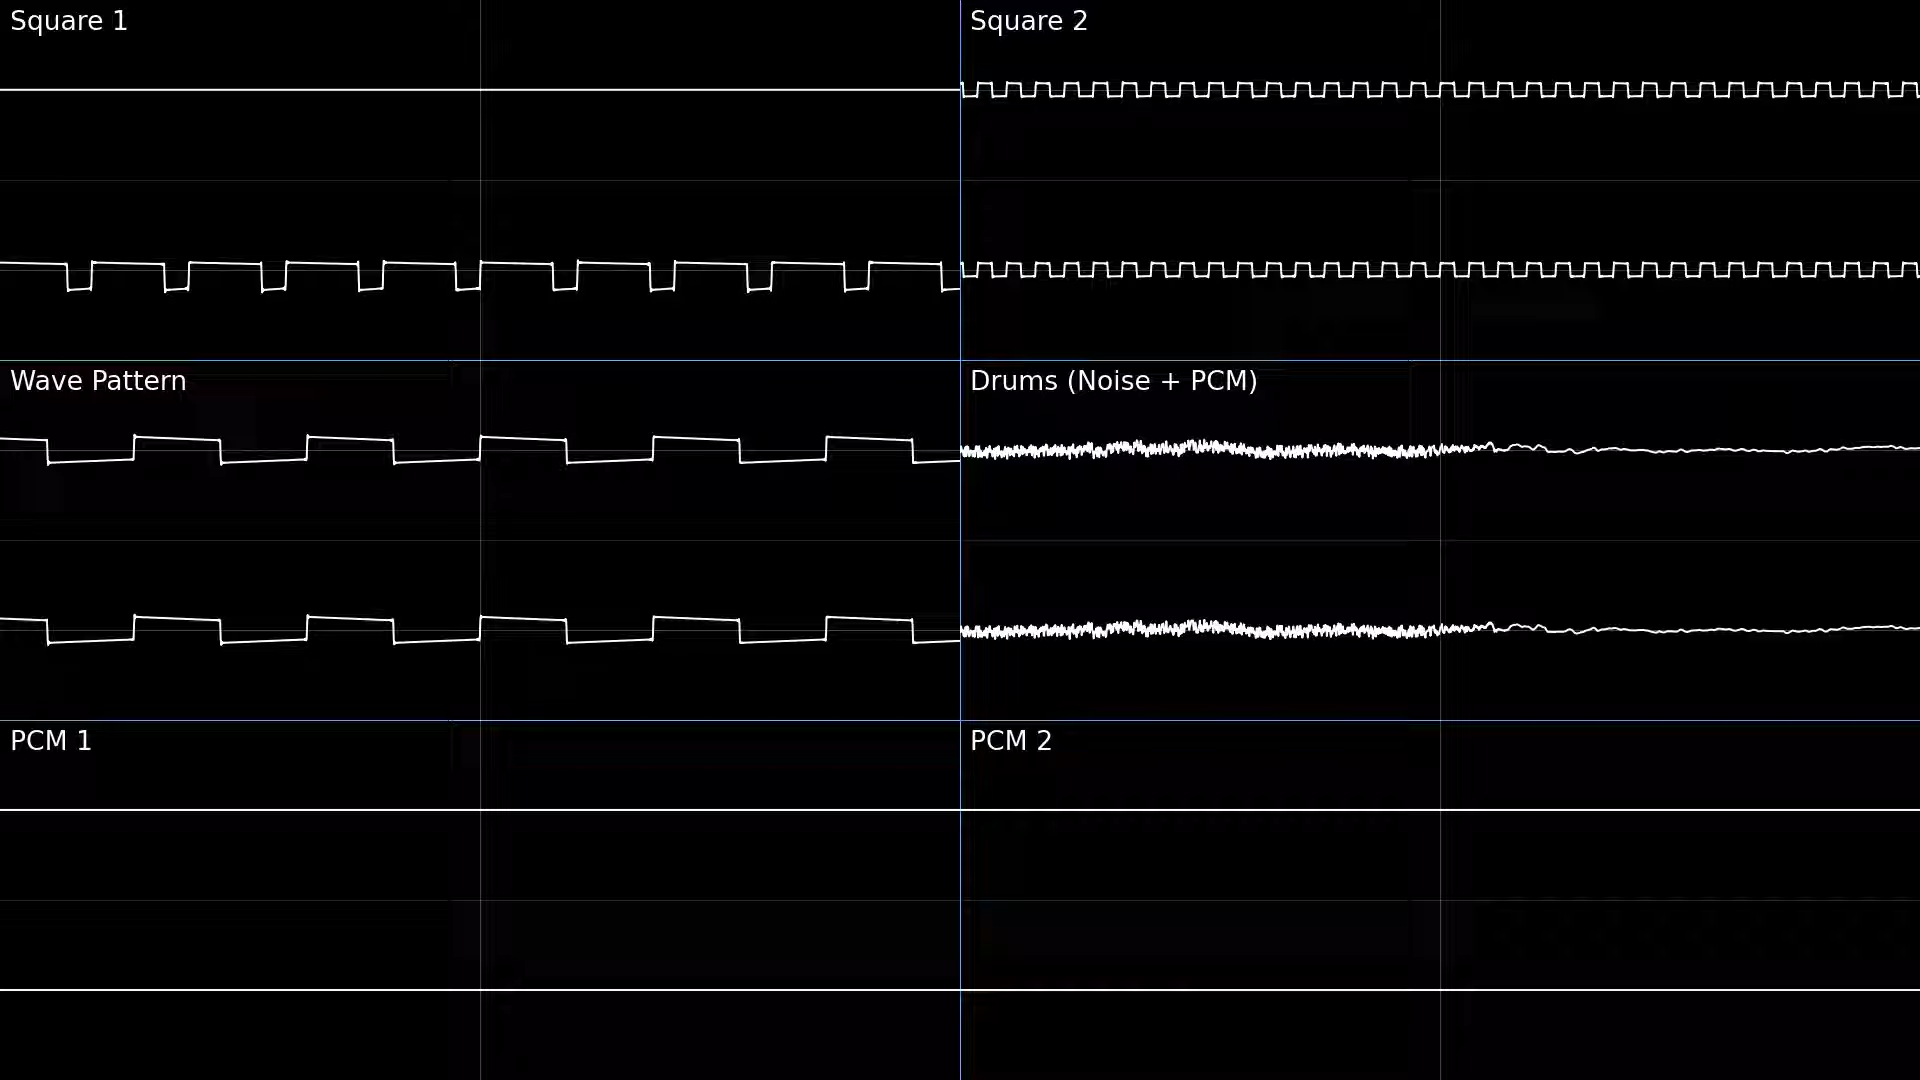 Square 1
Square 2
Wave Pattern
Drums (Noise + PCM)
PCM 1
PCM 2